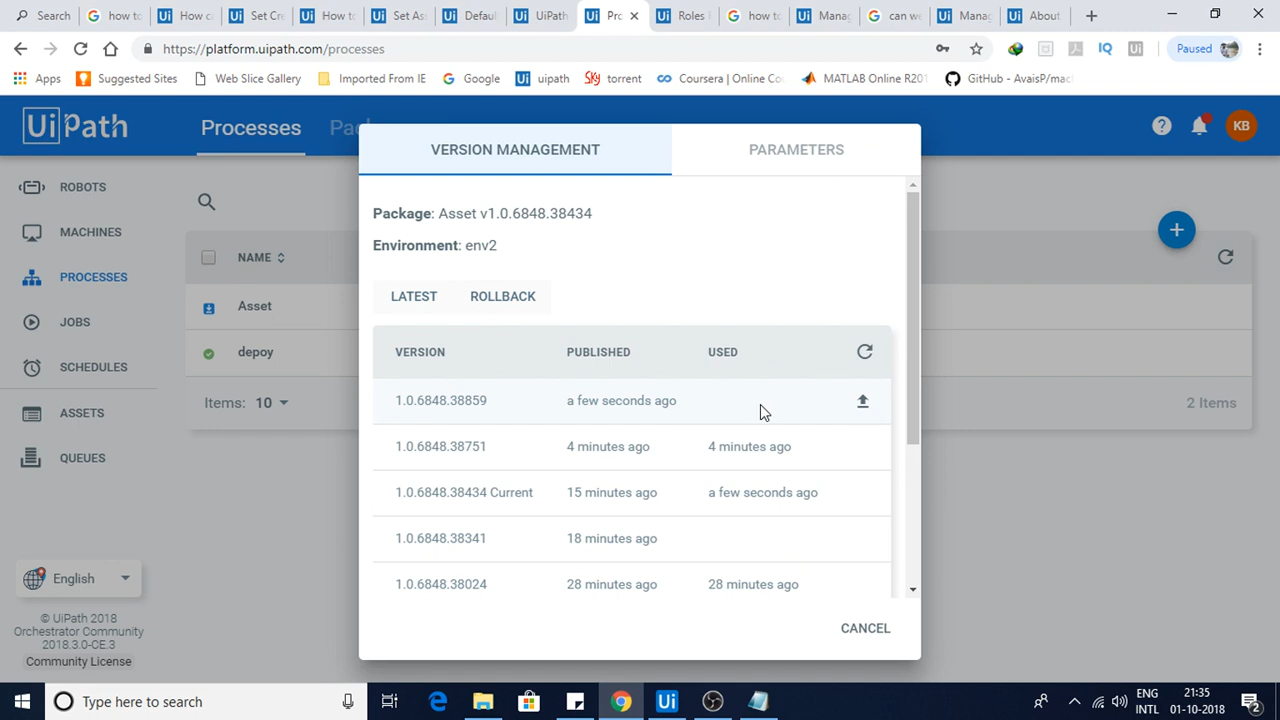 Search
how to
How c
Set Cre
How to
Set Ass
Defaul
UiPath
Pro
Roles
how to
Manag
can we
Manag
About
https://platform.uipath.com/processes
Paused
Apps
Suggested Sites
Web Slice Gallery
Imported From IE
Google
uipath
torrent
Coursera | Online Co
MATLAB Online R201
GitHub - AvaisP/mac
UiPath
Processes
Pac
KB
VERSION MANAGEMENT
PARAMETERS
ROBOTS
MACHINES
PROCESSES
JOBS
SCHEDULES
ASSETS
QUEUES
NAME
Asset
depoy
Items: 10
2 Items
Package: Asset v1.0.6848.38434
Environment: env2
LATEST
ROLLBACK
VERSION PUBLISHED USED
1.0.6848.38859 a few seconds ago
1.0.6848.38751 4 minutes ago 4 minutes ago
1.0.6848.38434 Current 15 minutes ago a few seconds ago
1.0.6848.38341 18 minutes ago
1.0.6848.38024 28 minutes ago 28 minutes ago
CANCEL
English
© UiPath 2018
Orchestrator Community
2018.3.0-CE.3
Community License
Type here to search
ENG
INTL
21:35
01-10-2018
2